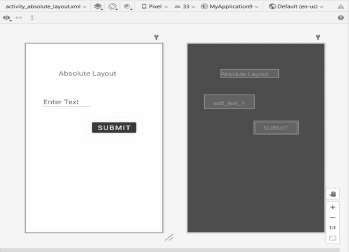 activity_absolute_layout.xml
Pixel
33
MyApplication9
Default (en-us)
Absolute Layout
Enter Text
SUBMIT
Absolute Layout
edit_text_1
SUBMIT
1:1